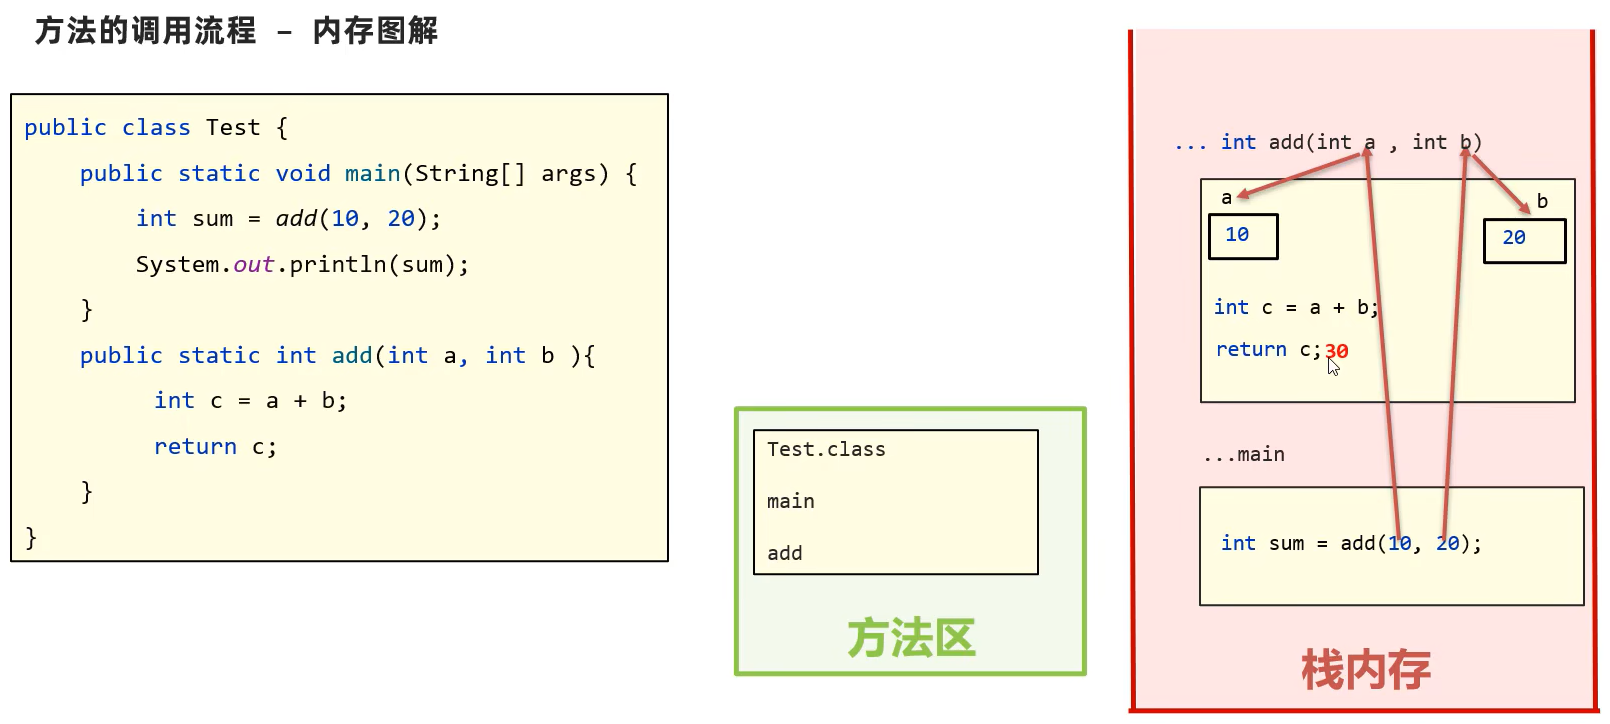 方法的调用流程 – 内存图解
public class Test {
public static void main(String[] args) {
int sum = add(10, 20);
System.out.println(sum);
}
public static int add(int a, int b ){
int c = a + b;
return c;
}
}
Test.class
main
add
方法区
... int add(int a , int b)
a b
10 20
int c = a + b;
return c;30
...main
int sum = add(10, 20);
栈内存